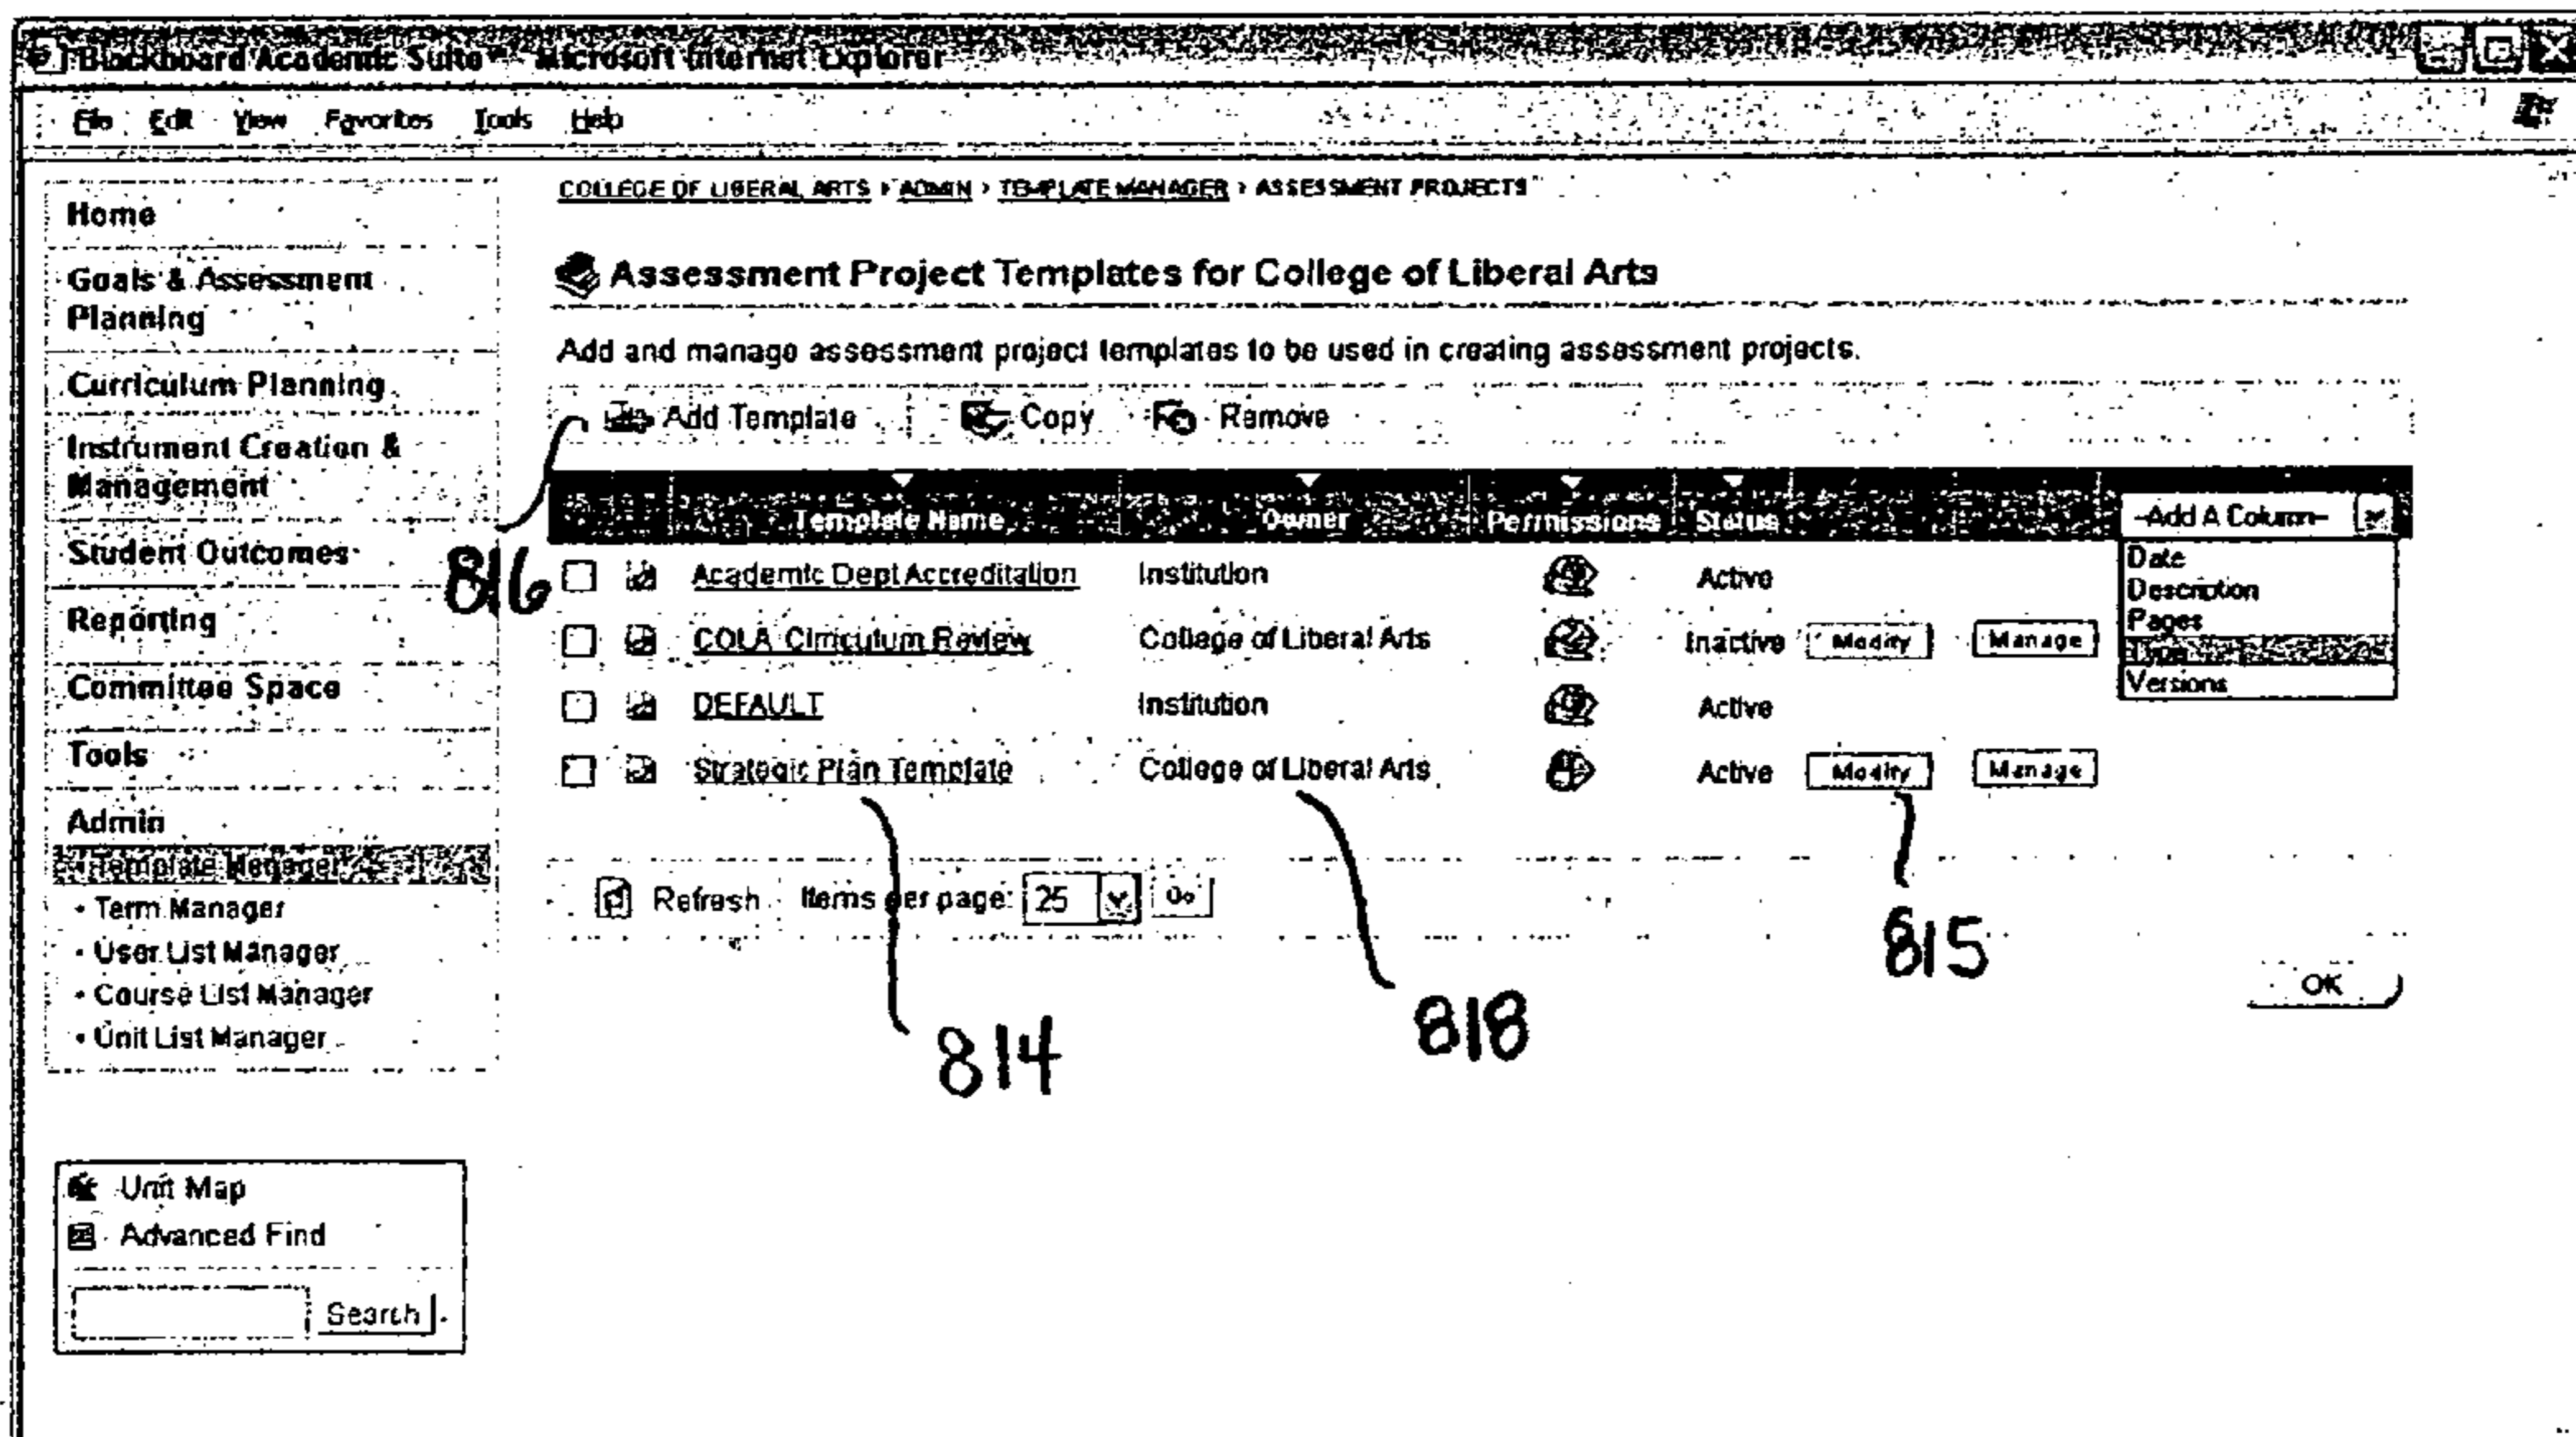 Blackboard Academic Suite™ - Microsoft Internet Explorer
File Edit View Favorites Tools Help
COLLEGE OF LIBERAL ARTS > ADMIN > TEMPLATE MANAGER > ASSESSMENT PROJECTS
Home
Goals & Assessment
Planning
Curriculum Planning
Instrument Creation &
Management
Student Outcomes
Reporting
Committee Space
Tools
Admin
Template Manager
• Term Manager
• User List Manager
• Course List Manager
• Unit List Manager
Unit Map
Advanced Find
Search
Assessment Project Templates for College of Liberal Arts
Add and manage assessment project templates to be used in creating assessment projects.
Add Template Copy Remove
816
Template Name Owner Permissions Status -Add A Column-
Date
Description
Pages
Type
Versions
Academic Dept Accreditation Institution Active
COLA Cirriculum Review College of Liberal Arts Inactive Modify Manage
DEFAULT Institution Active
Strategic Plan Template College of Liberal Arts Active Modify Manage
Refresh Items per page: 25 Go
815
OK
818
814